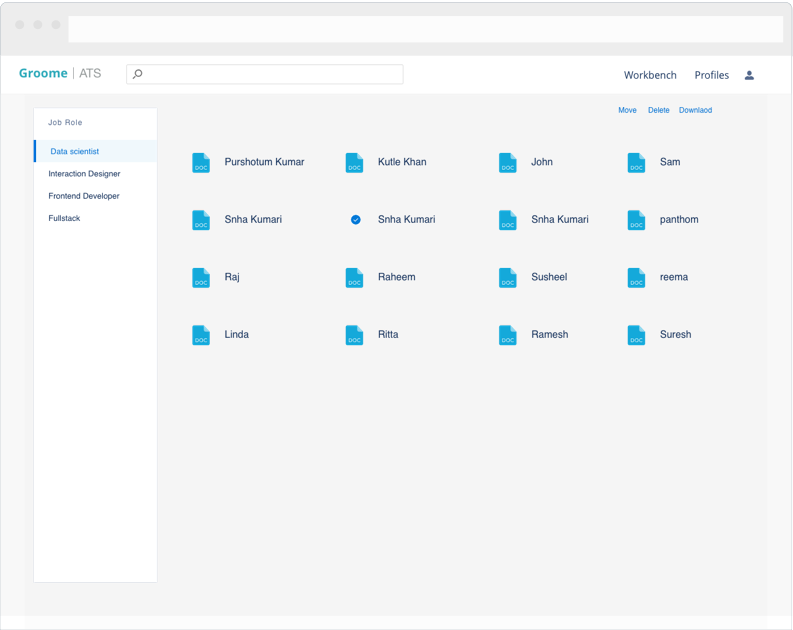 Groome | ATS
Workbench Profiles
Job Role
Data scientist
Interaction Designer
Frontend Developer
Fullstack
Move Delete Downlaod
DOC Purshotum Kumar DOC Kutle Khan DOC John DOC Sam
DOC Snha Kumari Snha Kumari DOC Snha Kumari DOC panthom
DOC Raj DOC Raheem DOC Susheel DOC reema
DOC Linda DOC Ritta DOC Ramesh DOC Suresh